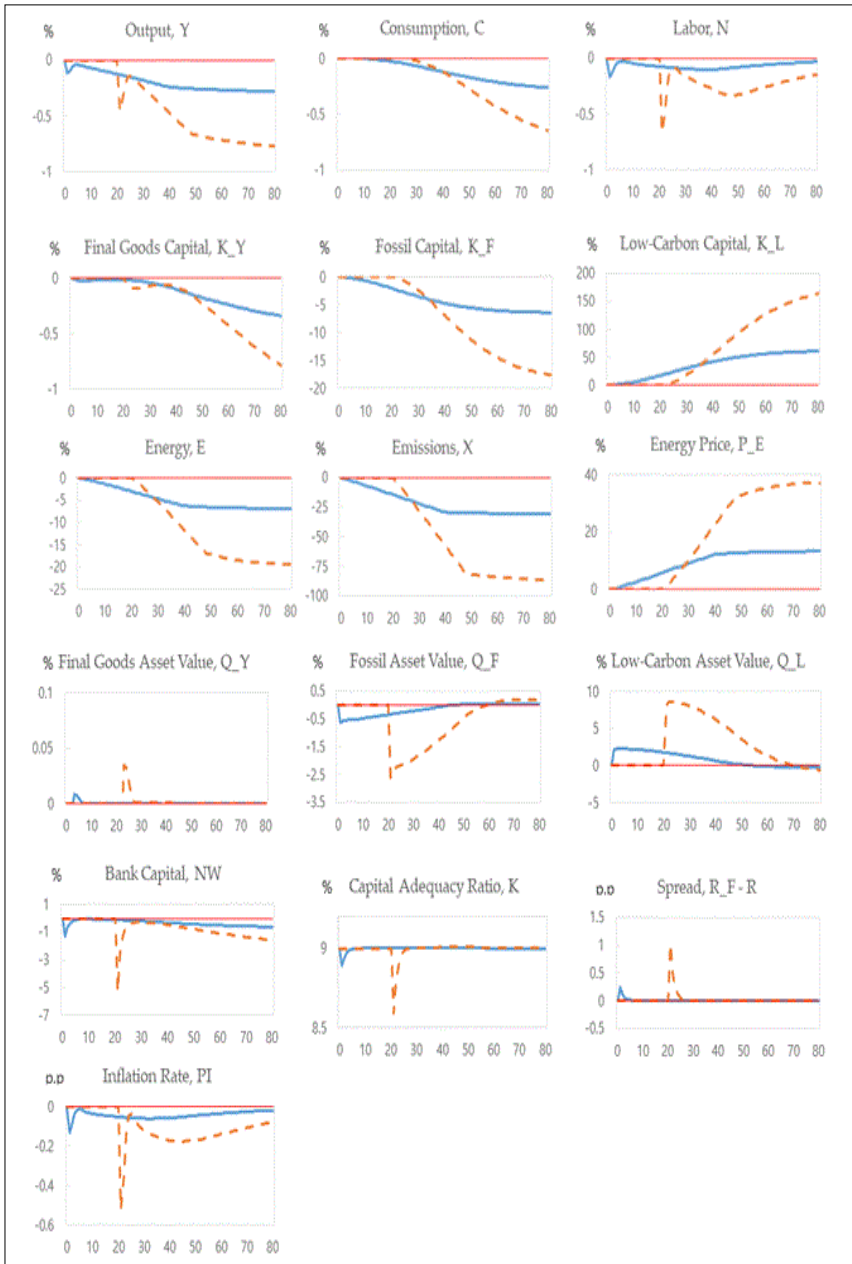 % Output, Y
0
-0.5
-1
0 10 20 30 40 50 60 70 80
% Consumption, C
0
-0.5
-1
0 10 20 30 40 50 60 70 80
% Labor, N
0
-0.5
-1
0 10 20 30 40 50 60 70 80
% Final Goods Capital, K_Y
0
-0.5
-1
0 10 20 30 40 50 60 70 80
% Fossil Capital, K_F
0
-5
-10
-15
-20
0 10 20 30 40 50 60 70 80
% Low-Carbon Capital, K_L
200
150
100
50
0
0 10 20 30 40 50 60 70 80
% Energy, E
0
-5
-10
-15
-20
-25
0 10 20 30 40 50 60 70 80
% Emissions, X
0
-25
-50
-75
-100
0 10 20 30 40 50 60 70 80
% Energy Price, P_E
40
20
0
0 10 20 30 40 50 60 70 80
% Final Goods Asset Value, Q_Y
0.1
0.05
0
0 10 20 30 40 50 60 70 80
% Fossil Asset Value, Q_F
0.5
-0.5
-1.5
-2.5
-3.5
0 10 20 30 40 50 60 70 80
% Low-Carbon Asset Value, Q_L
10
5
0
-5
0 10 20 30 40 50 60 70 80
% Bank Capital, NW
1
-1
-3
-5
-7
0 10 20 30 40 50 60 70 80
% Capital Adequacy Ratio, K
9
8.5
0 10 20 30 40 50 60 70 80
p.p Spread, R_F - R
1.5
1
0.5
0
-0.5
0 10 20 30 40 50 60 70 80
p.p Inflation Rate, PI
0
-0.2
-0.4
-0.6
0 10 20 30 40 50 60 70 80